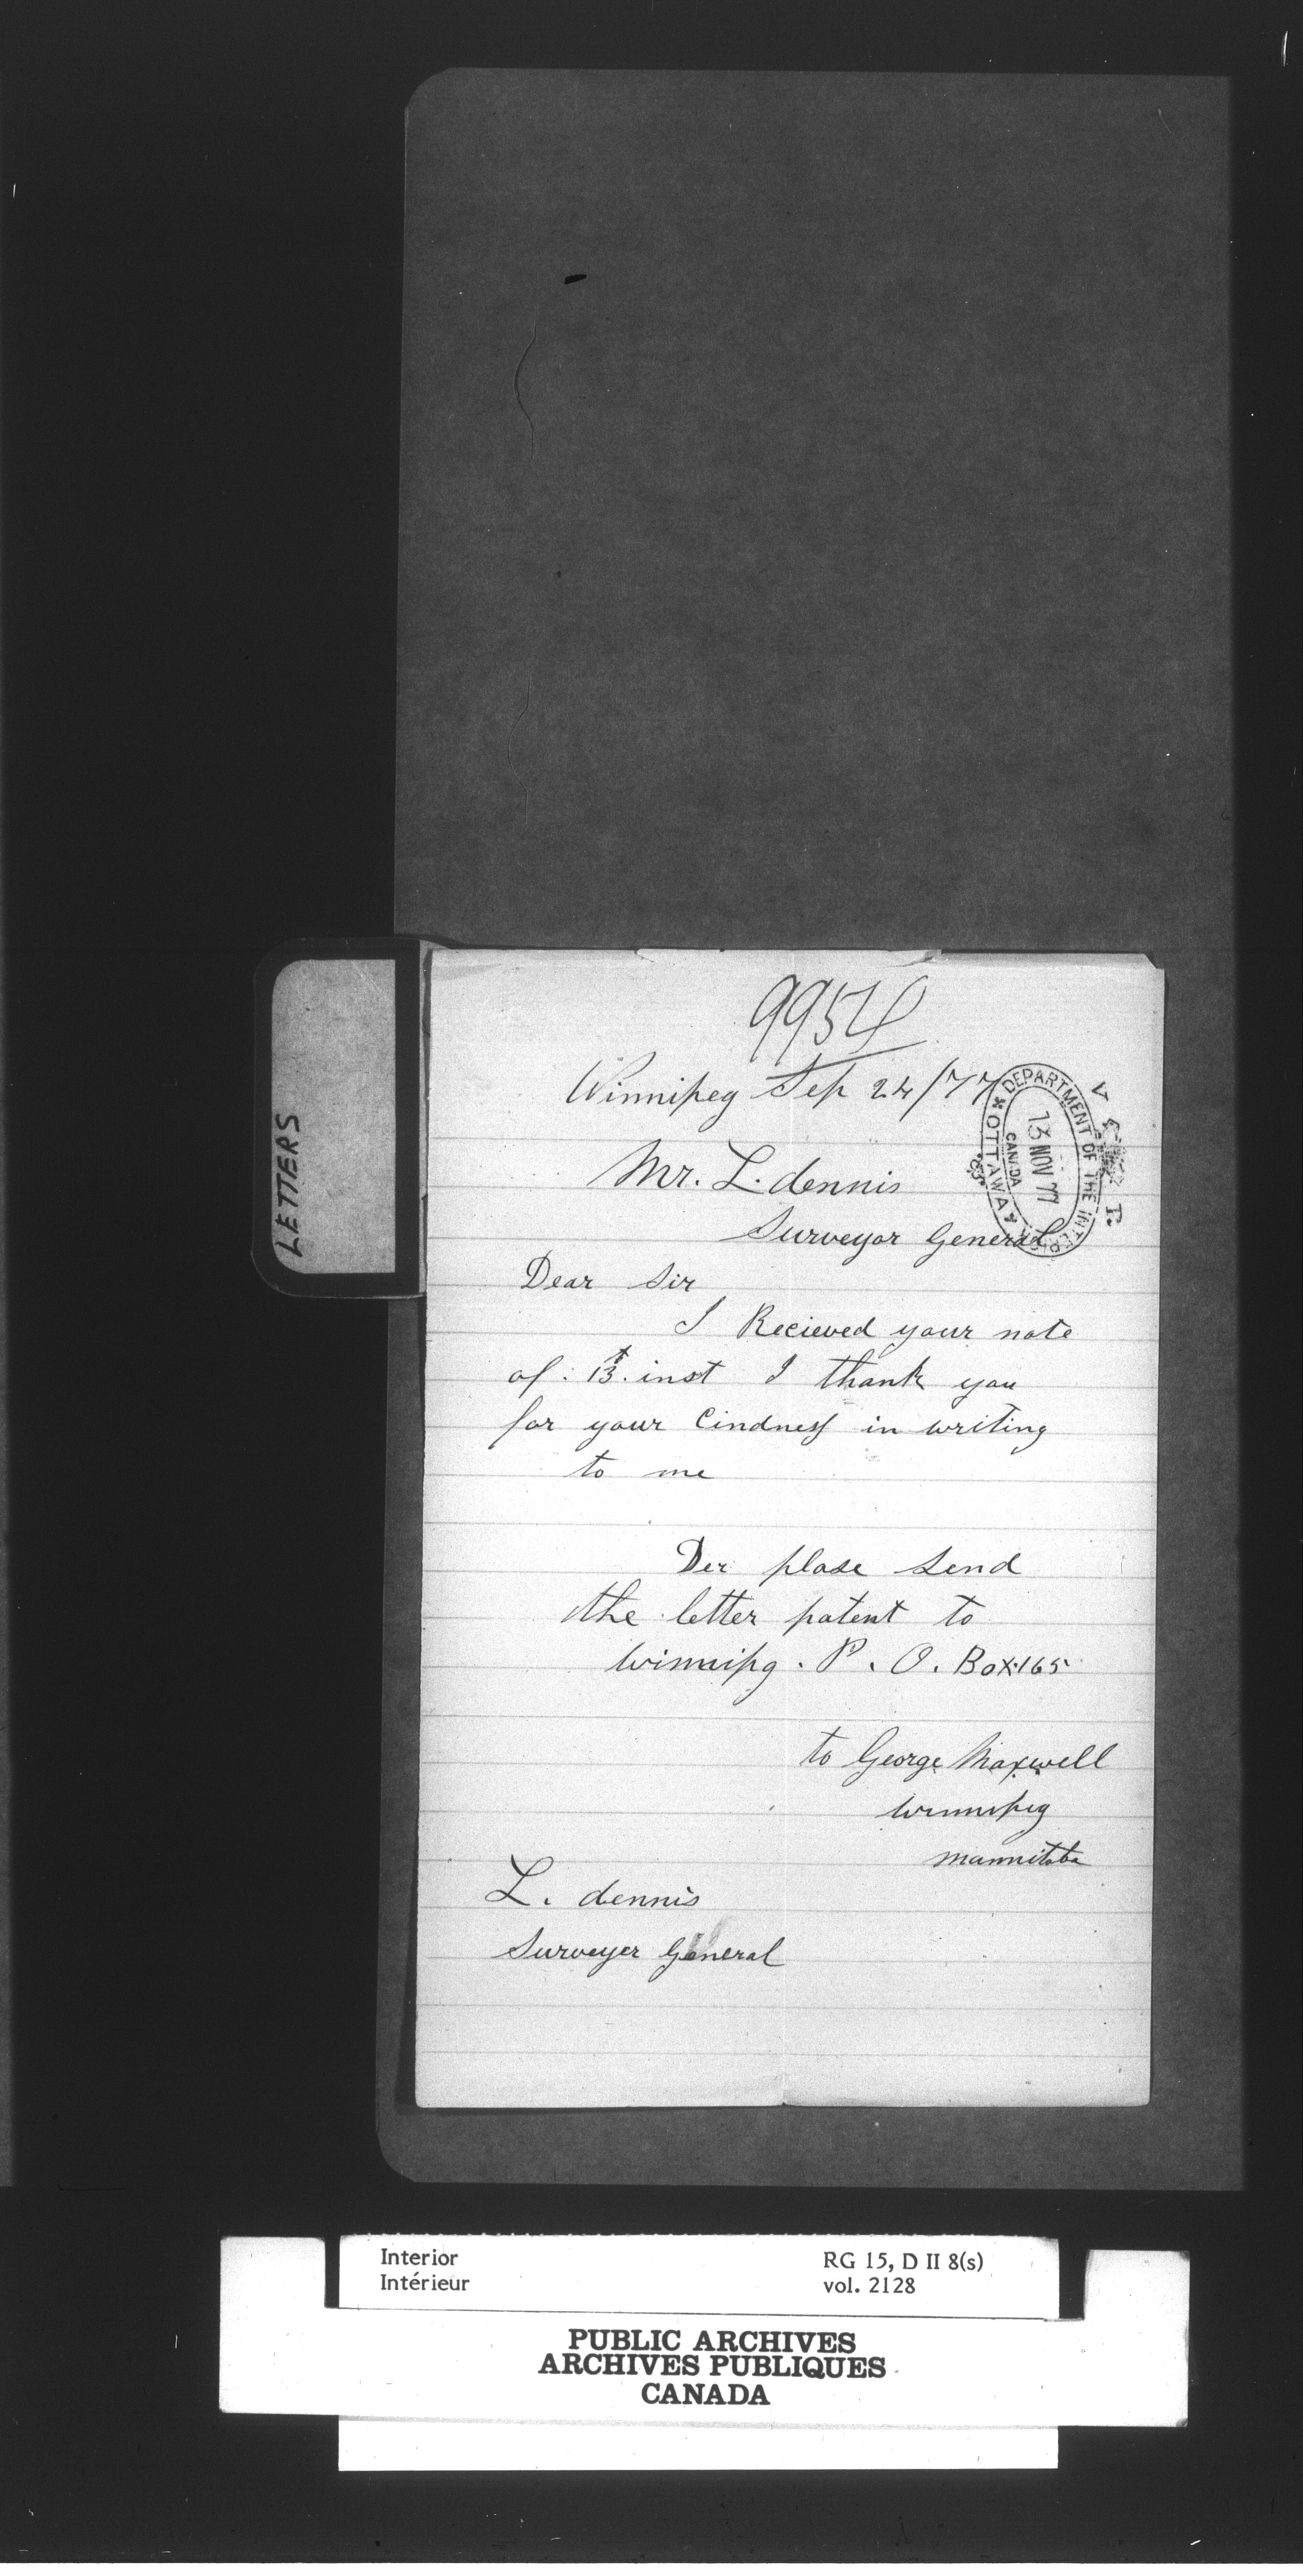 LETTERS
9954
Winnipeg Sep 24/77
DEPARTMENT OF THE INTERIOR
OTTAWA
13 NOV 77
CANADA
Mr. L. dennis
Surveyor General
Dear Sir
I Recieved your note
of . 13t. inst I thank you
for your Cindness in writing
to me
plase send
the letter patent to
winnipg . P . O . Box 165
to George Maxwell
winnipeg
mannitoba
L. dennis
Surveyer General
Interior
Intérieur
RG 15, D II 8(s)
vol. 2128
PUBLIC ARCHIVES
ARCHIVES PUBLIQUES
CANADA